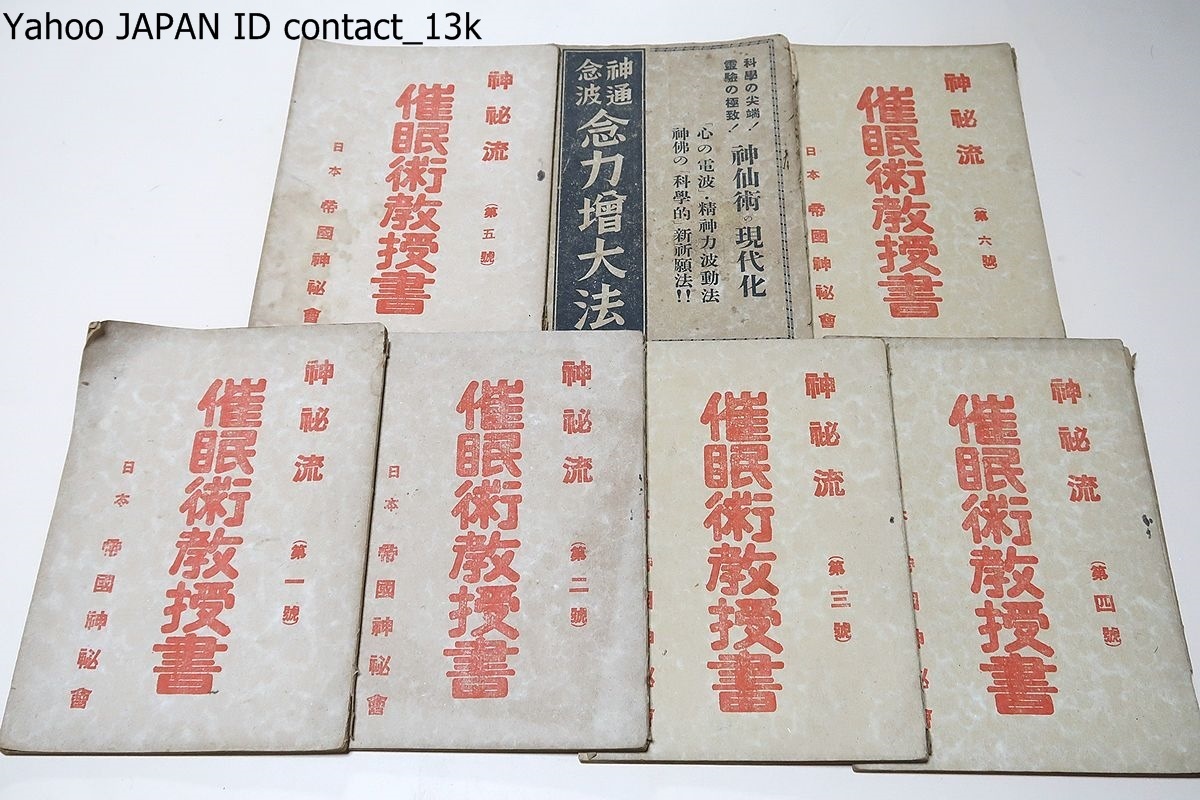 Yahoo JAPAN ID contact_13k
神秘流
(第五號)
催眠術教授書
日本帝國神秘會
科學の尖端!
靈驗の極致!
神仙術の現代化
「心の電波」・精神力波動法
神佛の「科學的」新祈願法!!
神通
念波
念力增大法
神秘流
(第六號)
催眠術教授書
日本帝國神秘會
神秘流
(第一號)
催眠術教授書
日本帝國神秘會
神秘流
(第二號)
催眠術教授書
日本帝國神秘會
神秘流
(第三號)
催眠術教授書
神秘流
(第四號)
催眠術教授書